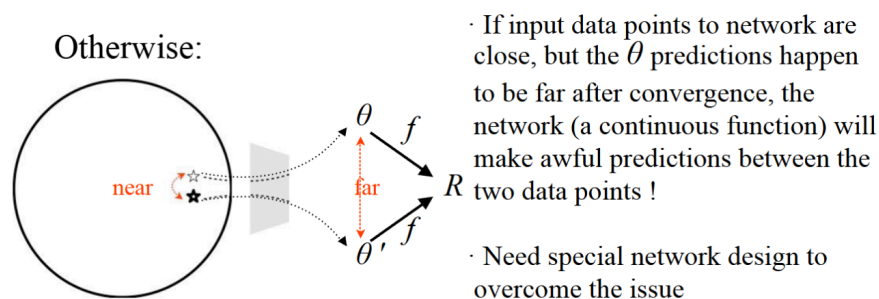 Otherwise:
near
far
θ
f
R
f
θ'
· If input data points to network are
close, but the θ predictions happen
to be far after convergence, the
network (a continuous function) will
make awful predictions between the
two data points !
· Need special network design to
overcome the issue